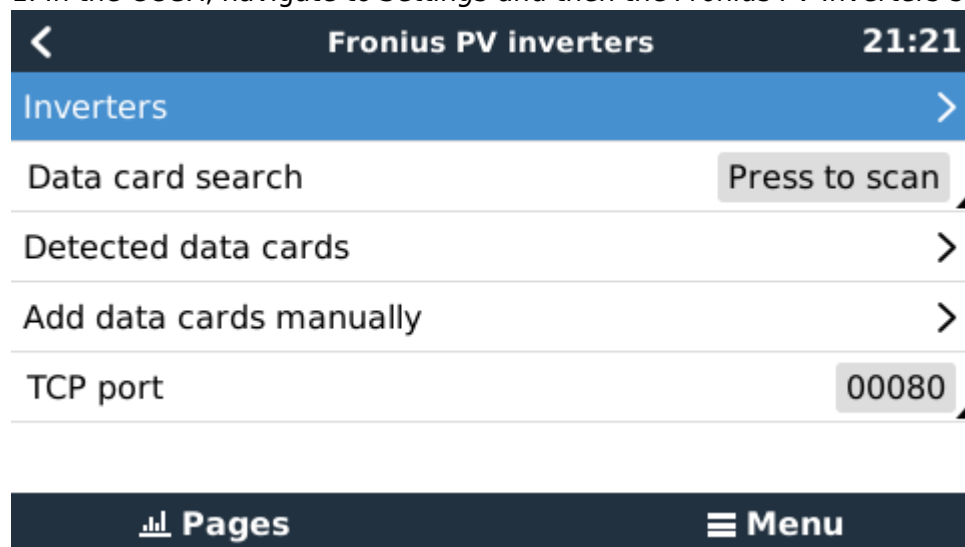 Fronius PV inverters 21:21
Inverters
Data card search Press to scan
Detected data cards
Add data cards manually
TCP port 00080
Pages Menu